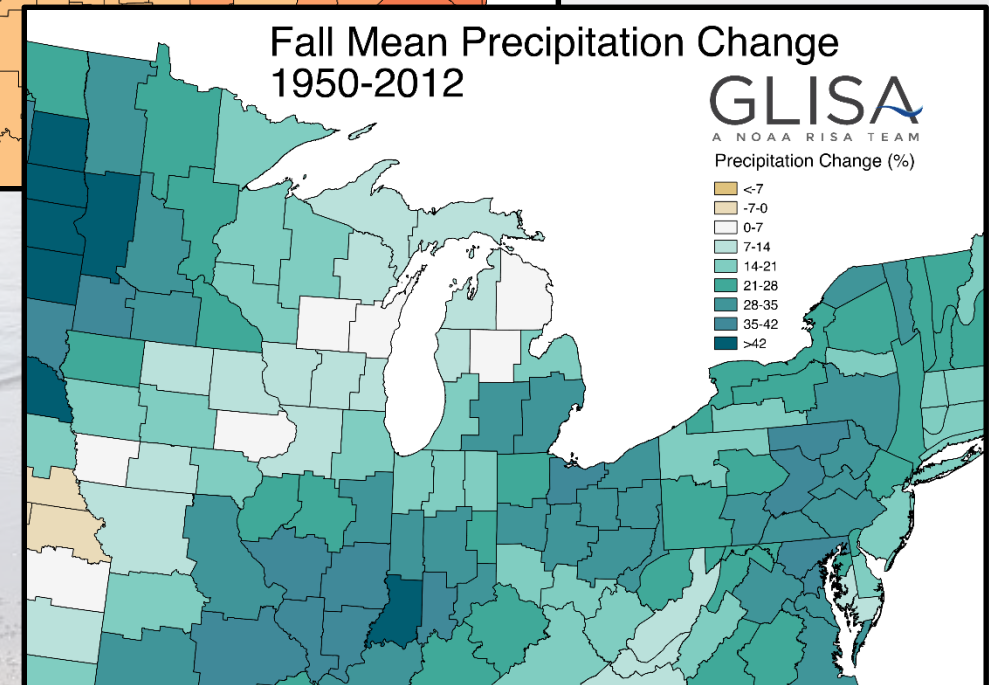 Fall Mean Precipitation Change
1950-2012
GLISA
A NOAA RISA TEAM
Precipitation Change (%)
<-7
-7-0
0-7
7-14
14-21
21-28
28-35
35-42
>42